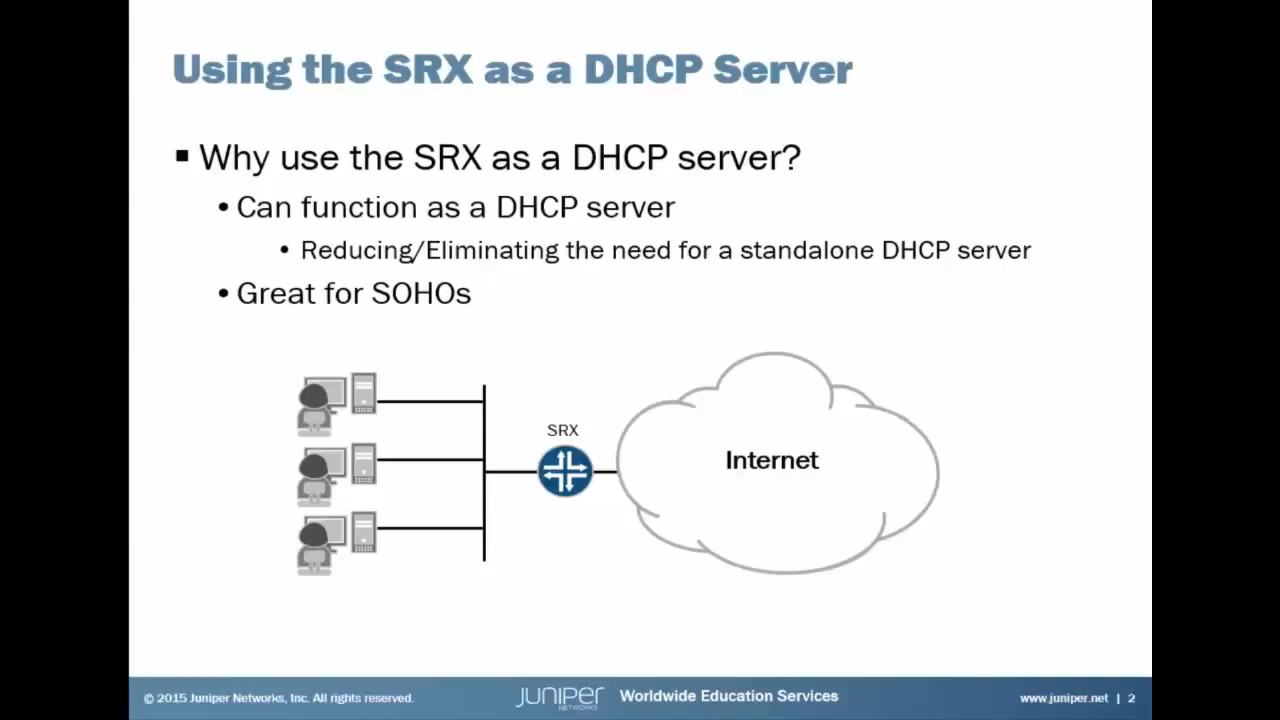 Using the SRX as a DHCP Server
Why use the SRX as a DHCP server?
Can function as a DHCP server
Reducing/Eliminating the need for a standalone DHCP server
Great for SOHOs
SRX
Internet
© 2015 Juniper Networks, Inc. All rights reserved.
JUNIPER
NETWORKS
Worldwide Education Services
www.juniper.net | 2